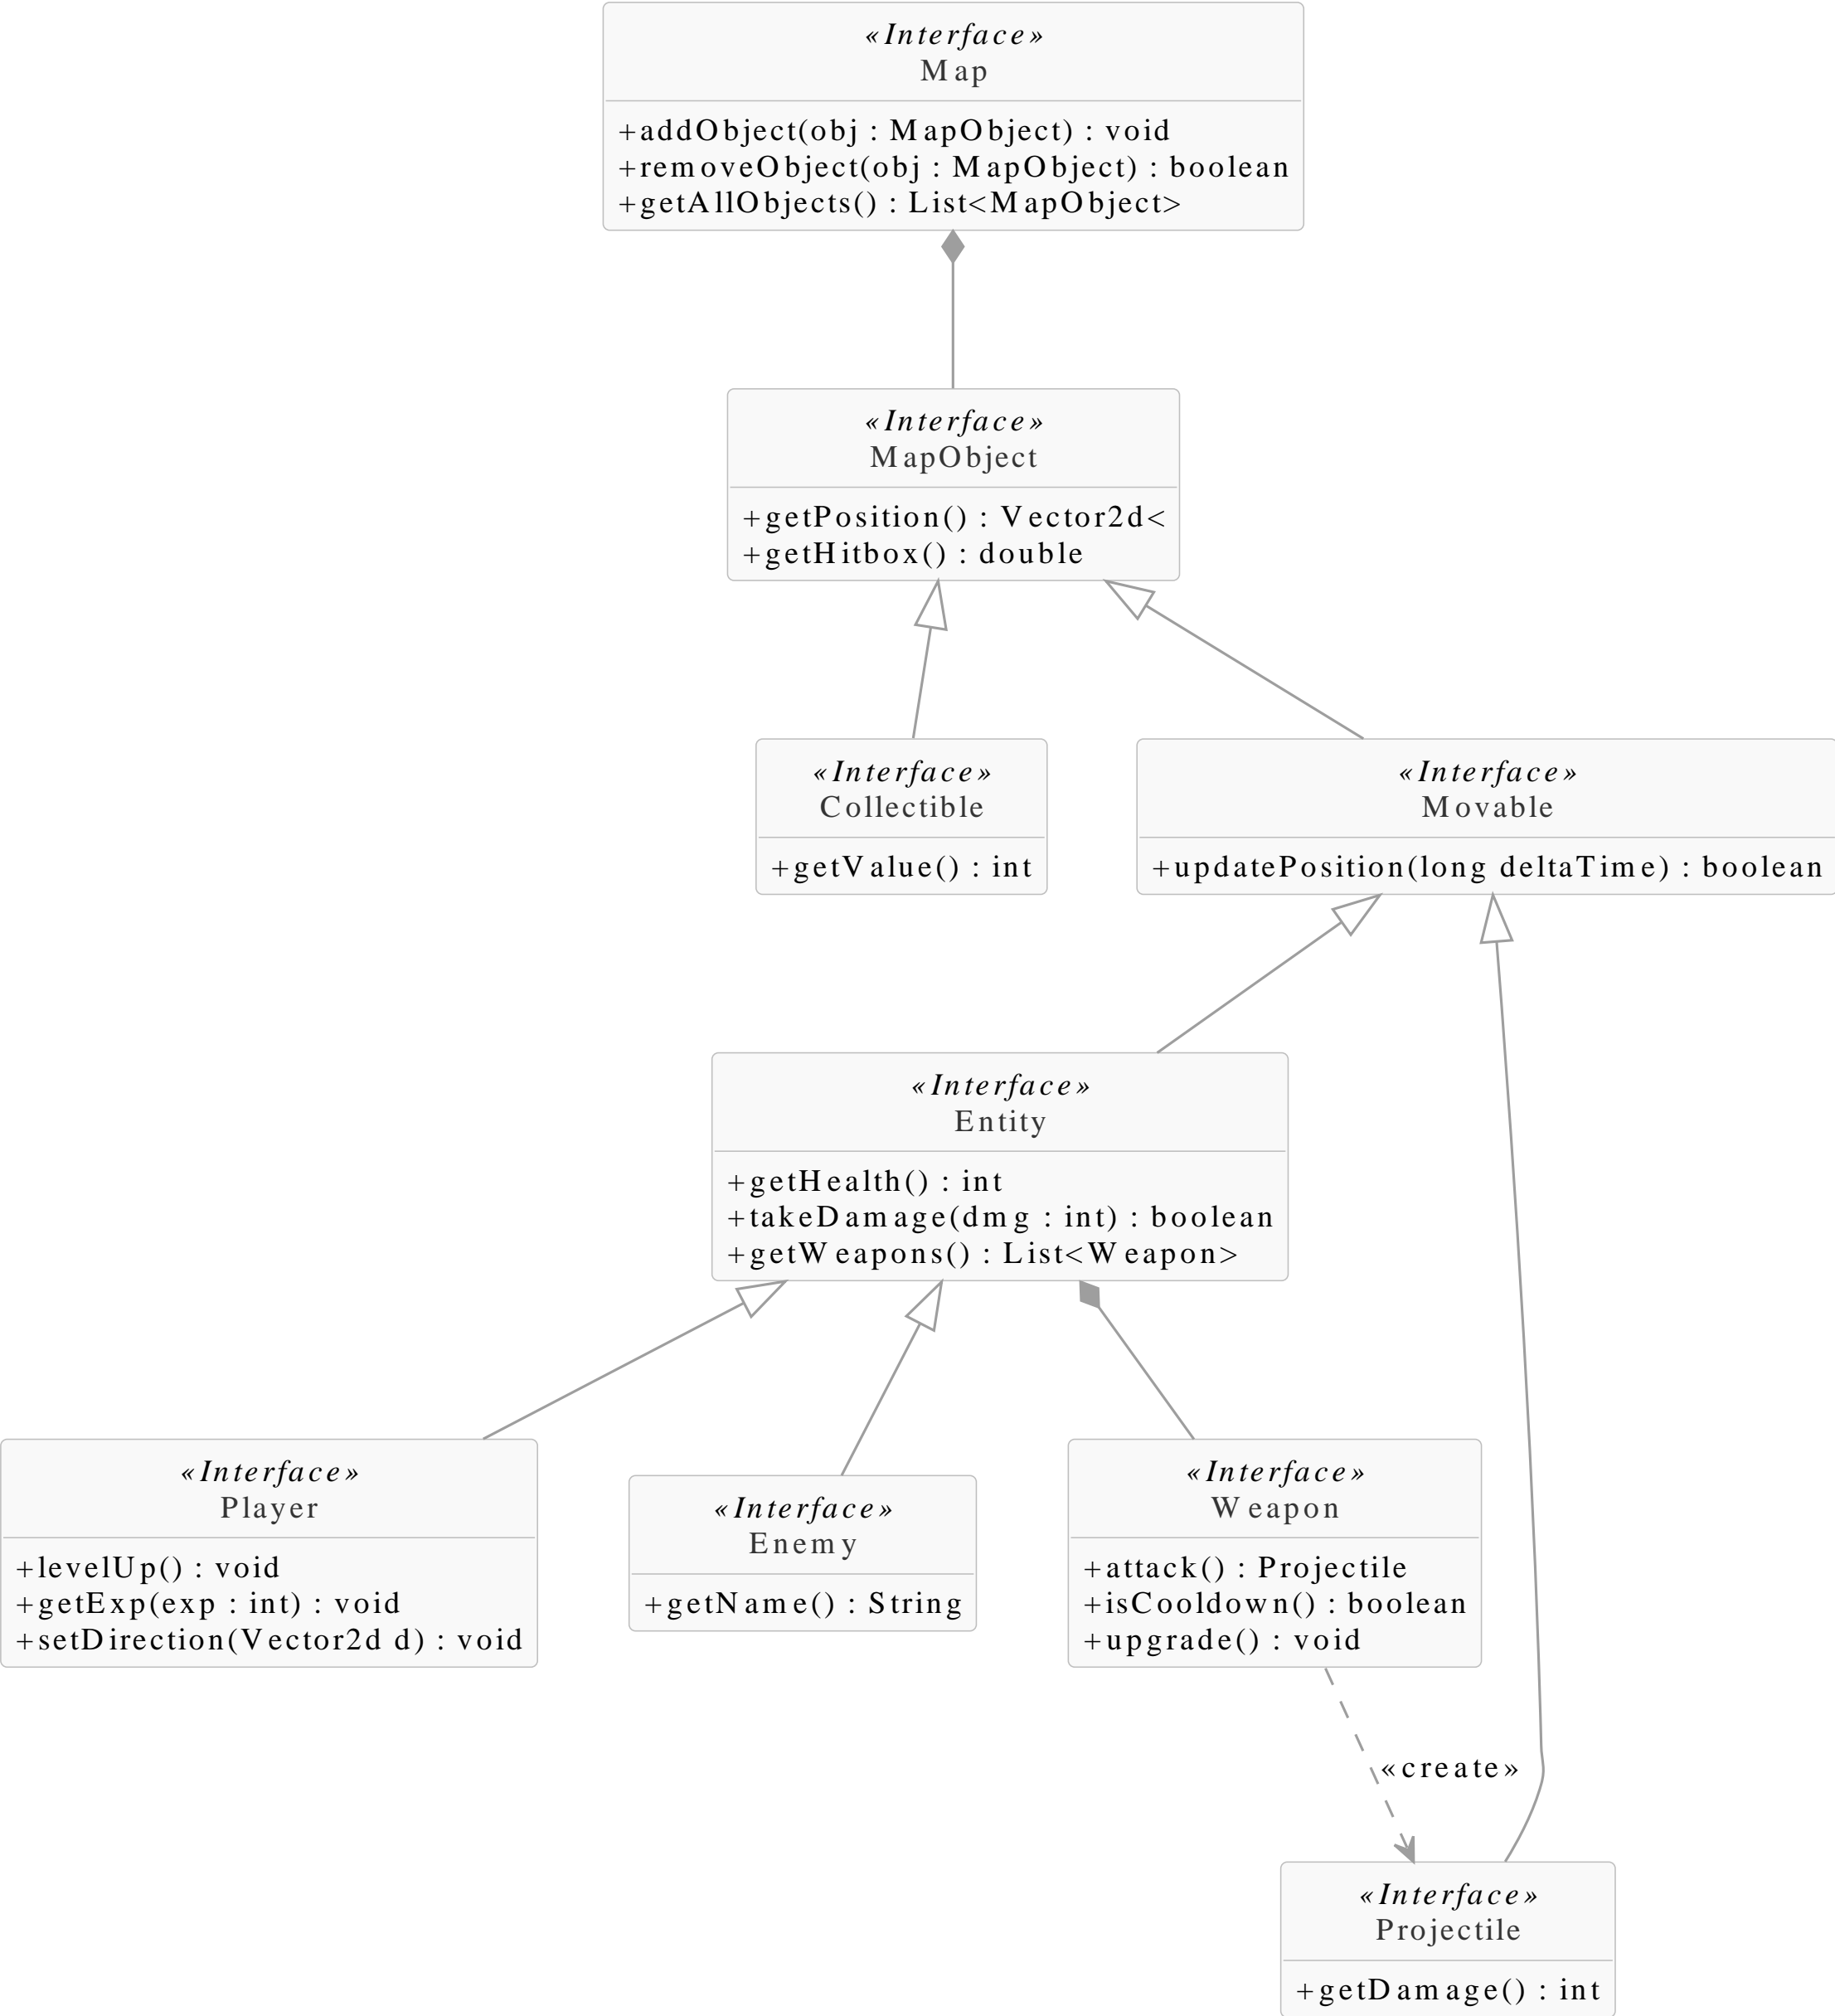 «Interface»
Map
+addObject(obj : MapObject) : void
+removeObject(obj : MapObject) : boolean
+getAllObjects() : List<MapObject>
«Interface»
MapObject
+getPosition() : Vector2d<
+getHitbox() : double
«Interface»
Collectible
+getValue() : int
«Interface»
Movable
+updatePosition(long deltaTime) : boolean
«Interface»
Entity
+getHealth() : int
+takeDamage(dmg : int) : boolean
+getWeapons() : List<Weapon>
«Interface»
Player
+levelUp() : void
+getExp(exp : int) : void
+setDirection(Vector2d d) : void
«Interface»
Enemy
+getName() : String
«Interface»
Weapon
+attack() : Projectile
+isCooldown() : boolean
+upgrade() : void
«create»
«Interface»
Projectile
+getDamage() : int